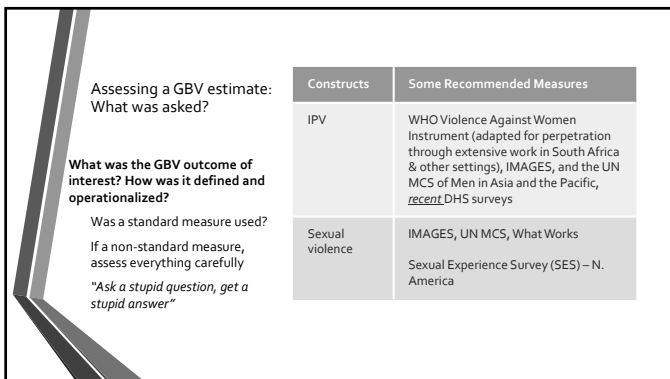 Assessing a GBV estimate:
What was asked?
What was the GBV outcome of
interest? How was it defined and
operationalized?
Was a standard measure used?
If a non-standard measure,
assess everything carefully
“Ask a stupid question, get a
stupid answer”
Constructs
Some Recommended Measures
IPV
WHO Violence Against Women
Instrument (adapted for perpetration
through extensive work in South Africa
& other settings), IMAGES, and the UN
MCS of Men in Asia and the Pacific,
recent DHS surveys
Sexual
violence
IMAGES, UN MCS, What Works
Sexual Experience Survey (SES) – N.
America